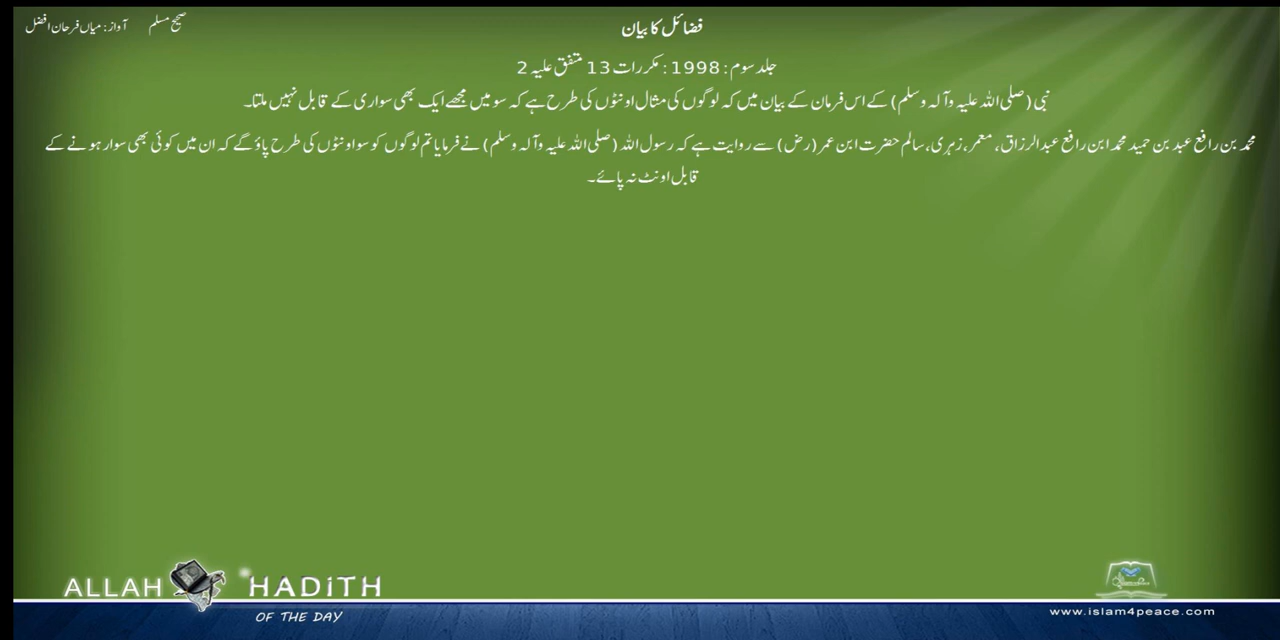 صحیح مسلم آواز: میاں فرحان افضل
فضائل کا بیان
جلد سوم : 1998 : مکررات 13 متفق علیہ 2
نبی (صلی اللہ علیہ وآلہ وسلم) کے اس فرمان کے بیان میں کہ لوگوں کی مثال اونٹوں کی طرح ہے کہ سو میں مجھے ایک بھی سواری کے قابل نہیں ملتا۔
محمد بن رافع عبد بن حمید محمد ابن رافع عبدالرزاق، معمر، زہری، سالم حضرت ابن عمر (رض) سے روایت ہے کہ رسول اللہ (صلی اللہ علیہ وآلہ وسلم) نے فرمایا تم لوگوں کو سو اونٹوں کی طرح پاؤ گے کہ ان میں کوئی بھی سوار ہونے کے
قابل اونٹ نہ پائے۔
ALLAH HADITH
OF THE DAY
www.islam4peace.com